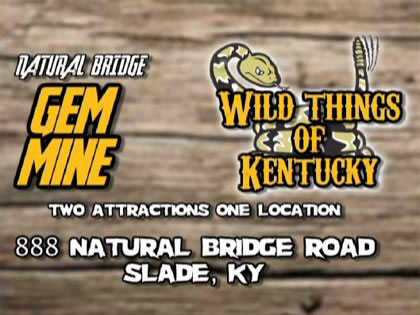 NATURAL BRIDGE
GEM
MINE
WILD THINGS
OF
KENTUCKY
TWO ATTRACTIONS ONE LOCATION
888 NATURAL BRIDGE ROAD
SLADE, KY